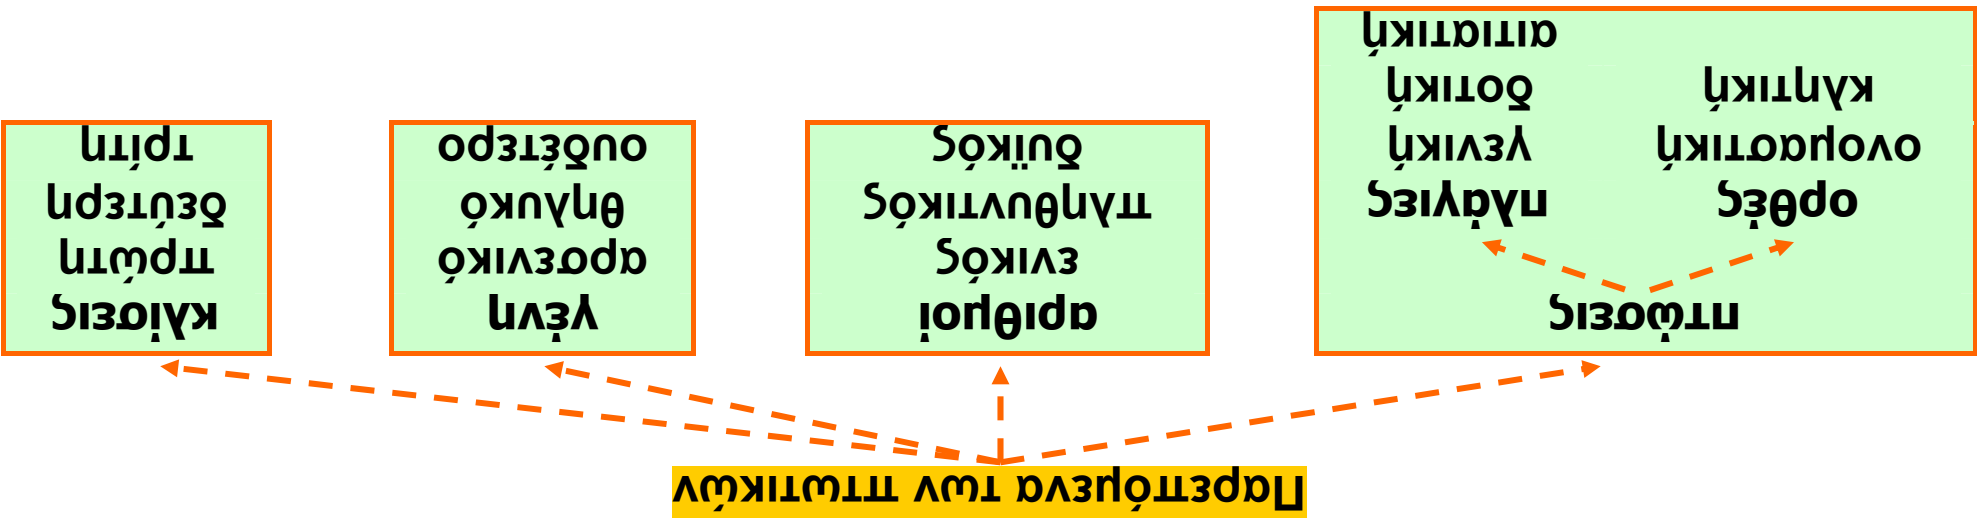 Παρεπόμενα των πτωτικών
πτώσεις
ορθές
ονομαστική
κλητική
πλάγιες
γενική
δοτική
αιτιατική
αριθμοί
ενικός
πληθυντικός
δυϊκός
γένη
αρσενικό
θηλυκό
ουδέτερο
κλίσεις
πρώτη
δεύτερη
τρίτη